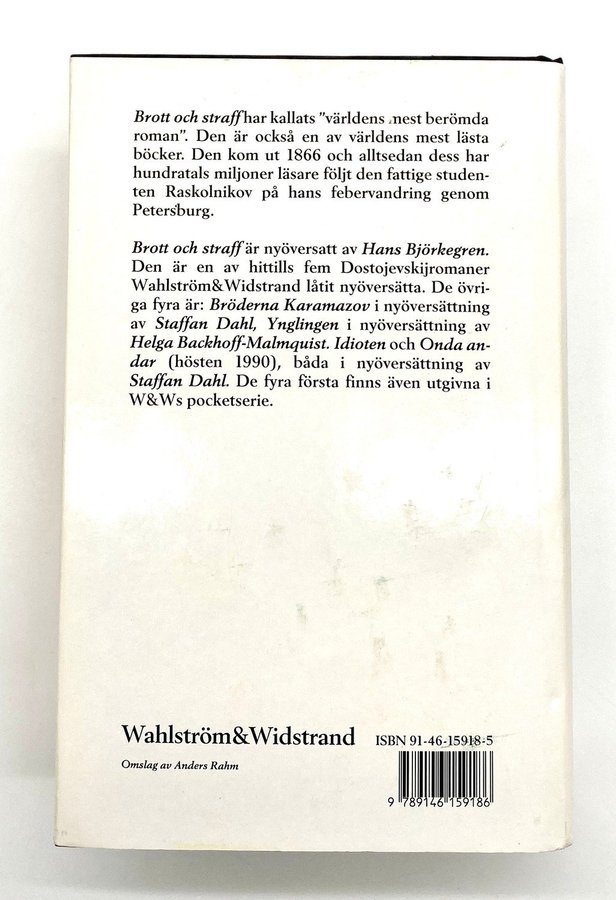 Brott och straff har kallats ”världens mest berömda
roman”. Den är också en av världens mest lästa
böcker. Den kom ut 1866 och alltsedan dess har
hundratals miljoner läsare följt den fattige studen-
ten Raskolnikov på hans febervandring genom
Petersburg.
Brott och straff är nyöversatt av Hans Björkegren.
Den är en av hittills fem Dostojevskijromaner
Wahlström&Widstrand låtit nyöversätta. De övri-
ga fyra är: Bröderna Karamazov i nyöversättning
av Staffan Dahl, Ynglingen i nyöversättning av
Helga Backhoff-Malmquist. Idioten och Onda an-
dar (hösten 1990), båda i nyöversättning av
Staffan Dahl. De fyra första finns även utgivna i
W&Ws pocketserie.
Wahlström&Widstrand
ISBN 91-46-15918-5
Omslag av Anders Rahm
9 789146 159186